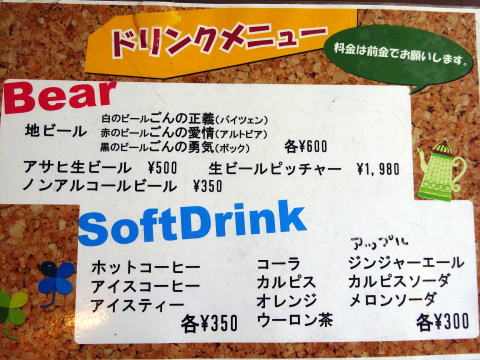 ドリンクメニュー
料金は前金でお願いします。
Bear
白のビールごんの正義(バイツェン)
地ビール 赤のビールごんの愛情(アルトビア) 各¥600
黒のビールごんの勇気(ボック)
アサヒ生ビール ¥500 生ビールピッチャー ¥1,980
ノンアルコールビール ¥350
SoftDrink
アップル
ホットコーヒー コーラ ジンジャーエール
アイスコーヒー カルピス カルピスソーダ
アイスティー オレンジ メロンソーダ
各¥350 ウーロン茶 各¥300